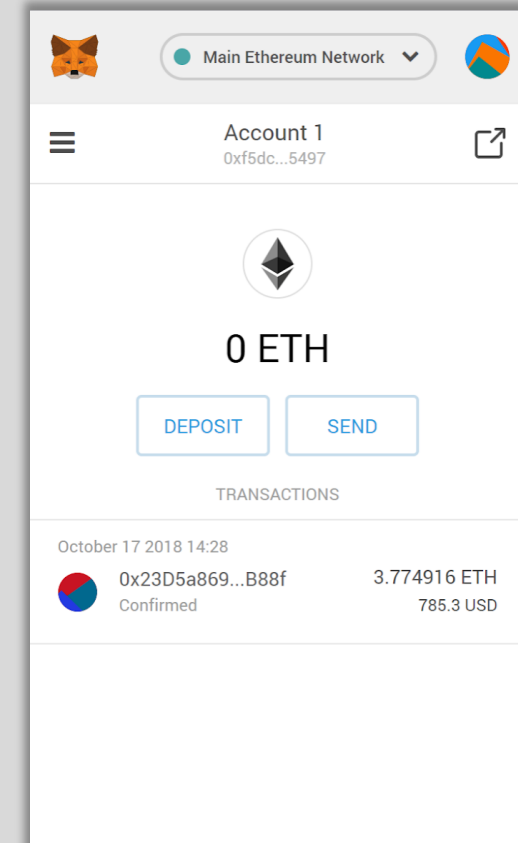 Main Ethereum Network
Account 1
0xf5dc...5497
0 ETH
DEPOSIT
SEND
TRANSACTIONS
October 17 2018 14:28
0x23D5a869...B88f 3.774916 ETH
Confirmed 785.3 USD